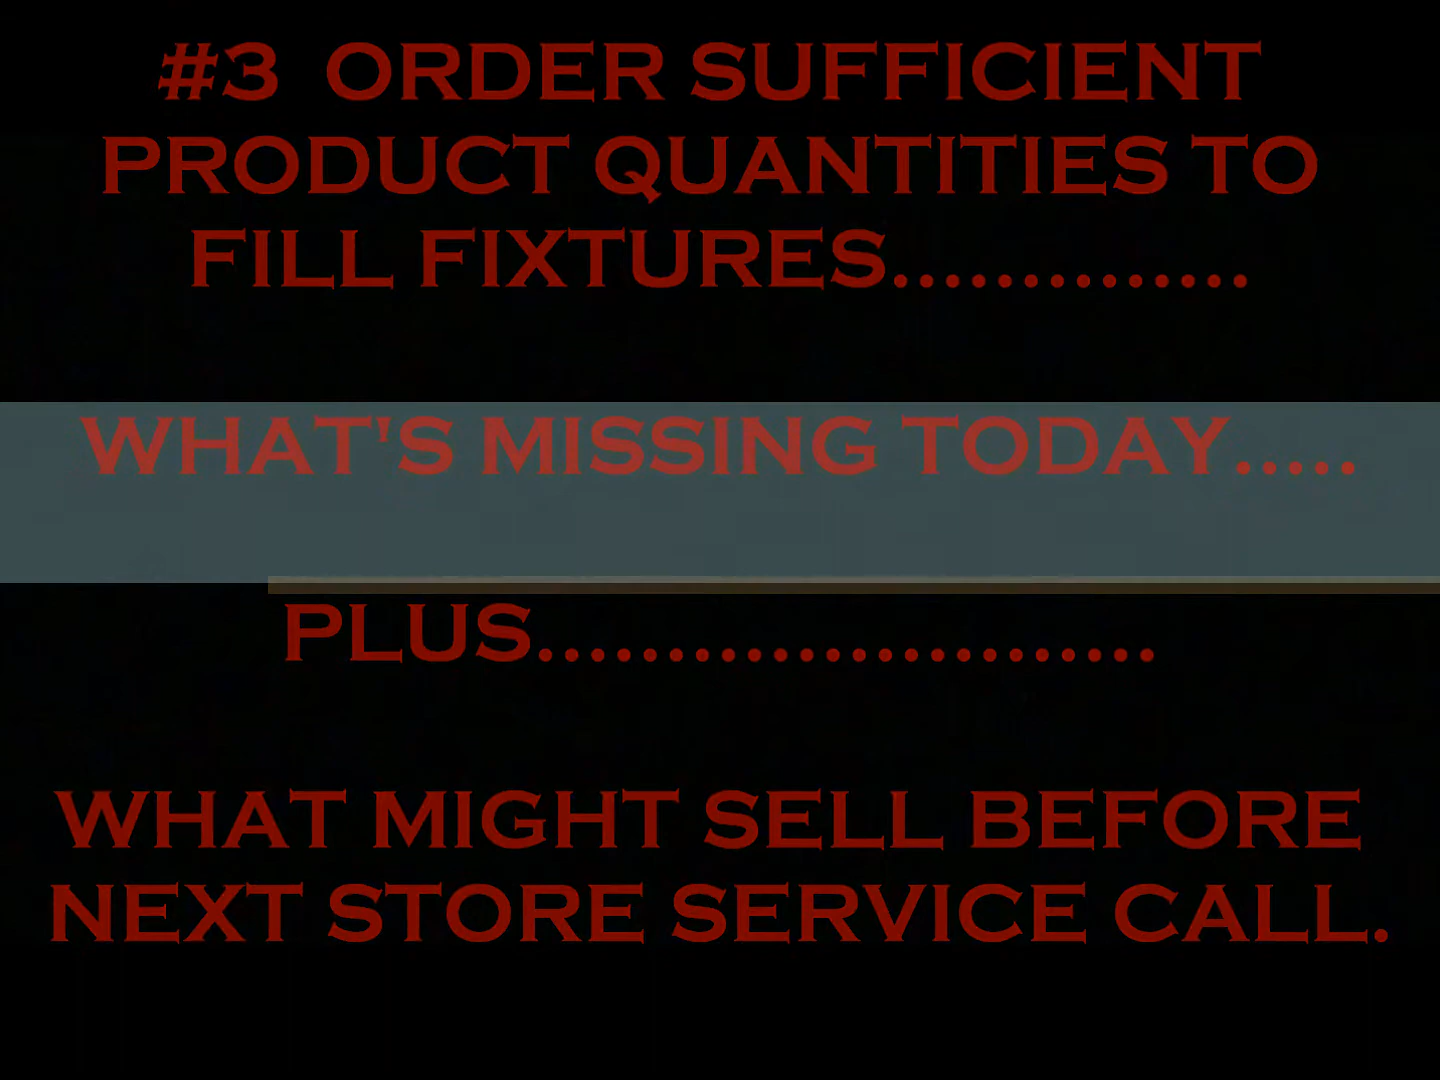 #3 ORDER SUFFICIENT
PRODUCT QUANTITIES TO
FILL FIXTURES..............
WHAT'S MISSING TODAY.....
PLUS........................
WHAT MIGHT SELL BEFORE
NEXT STORE SERVICE CALL.